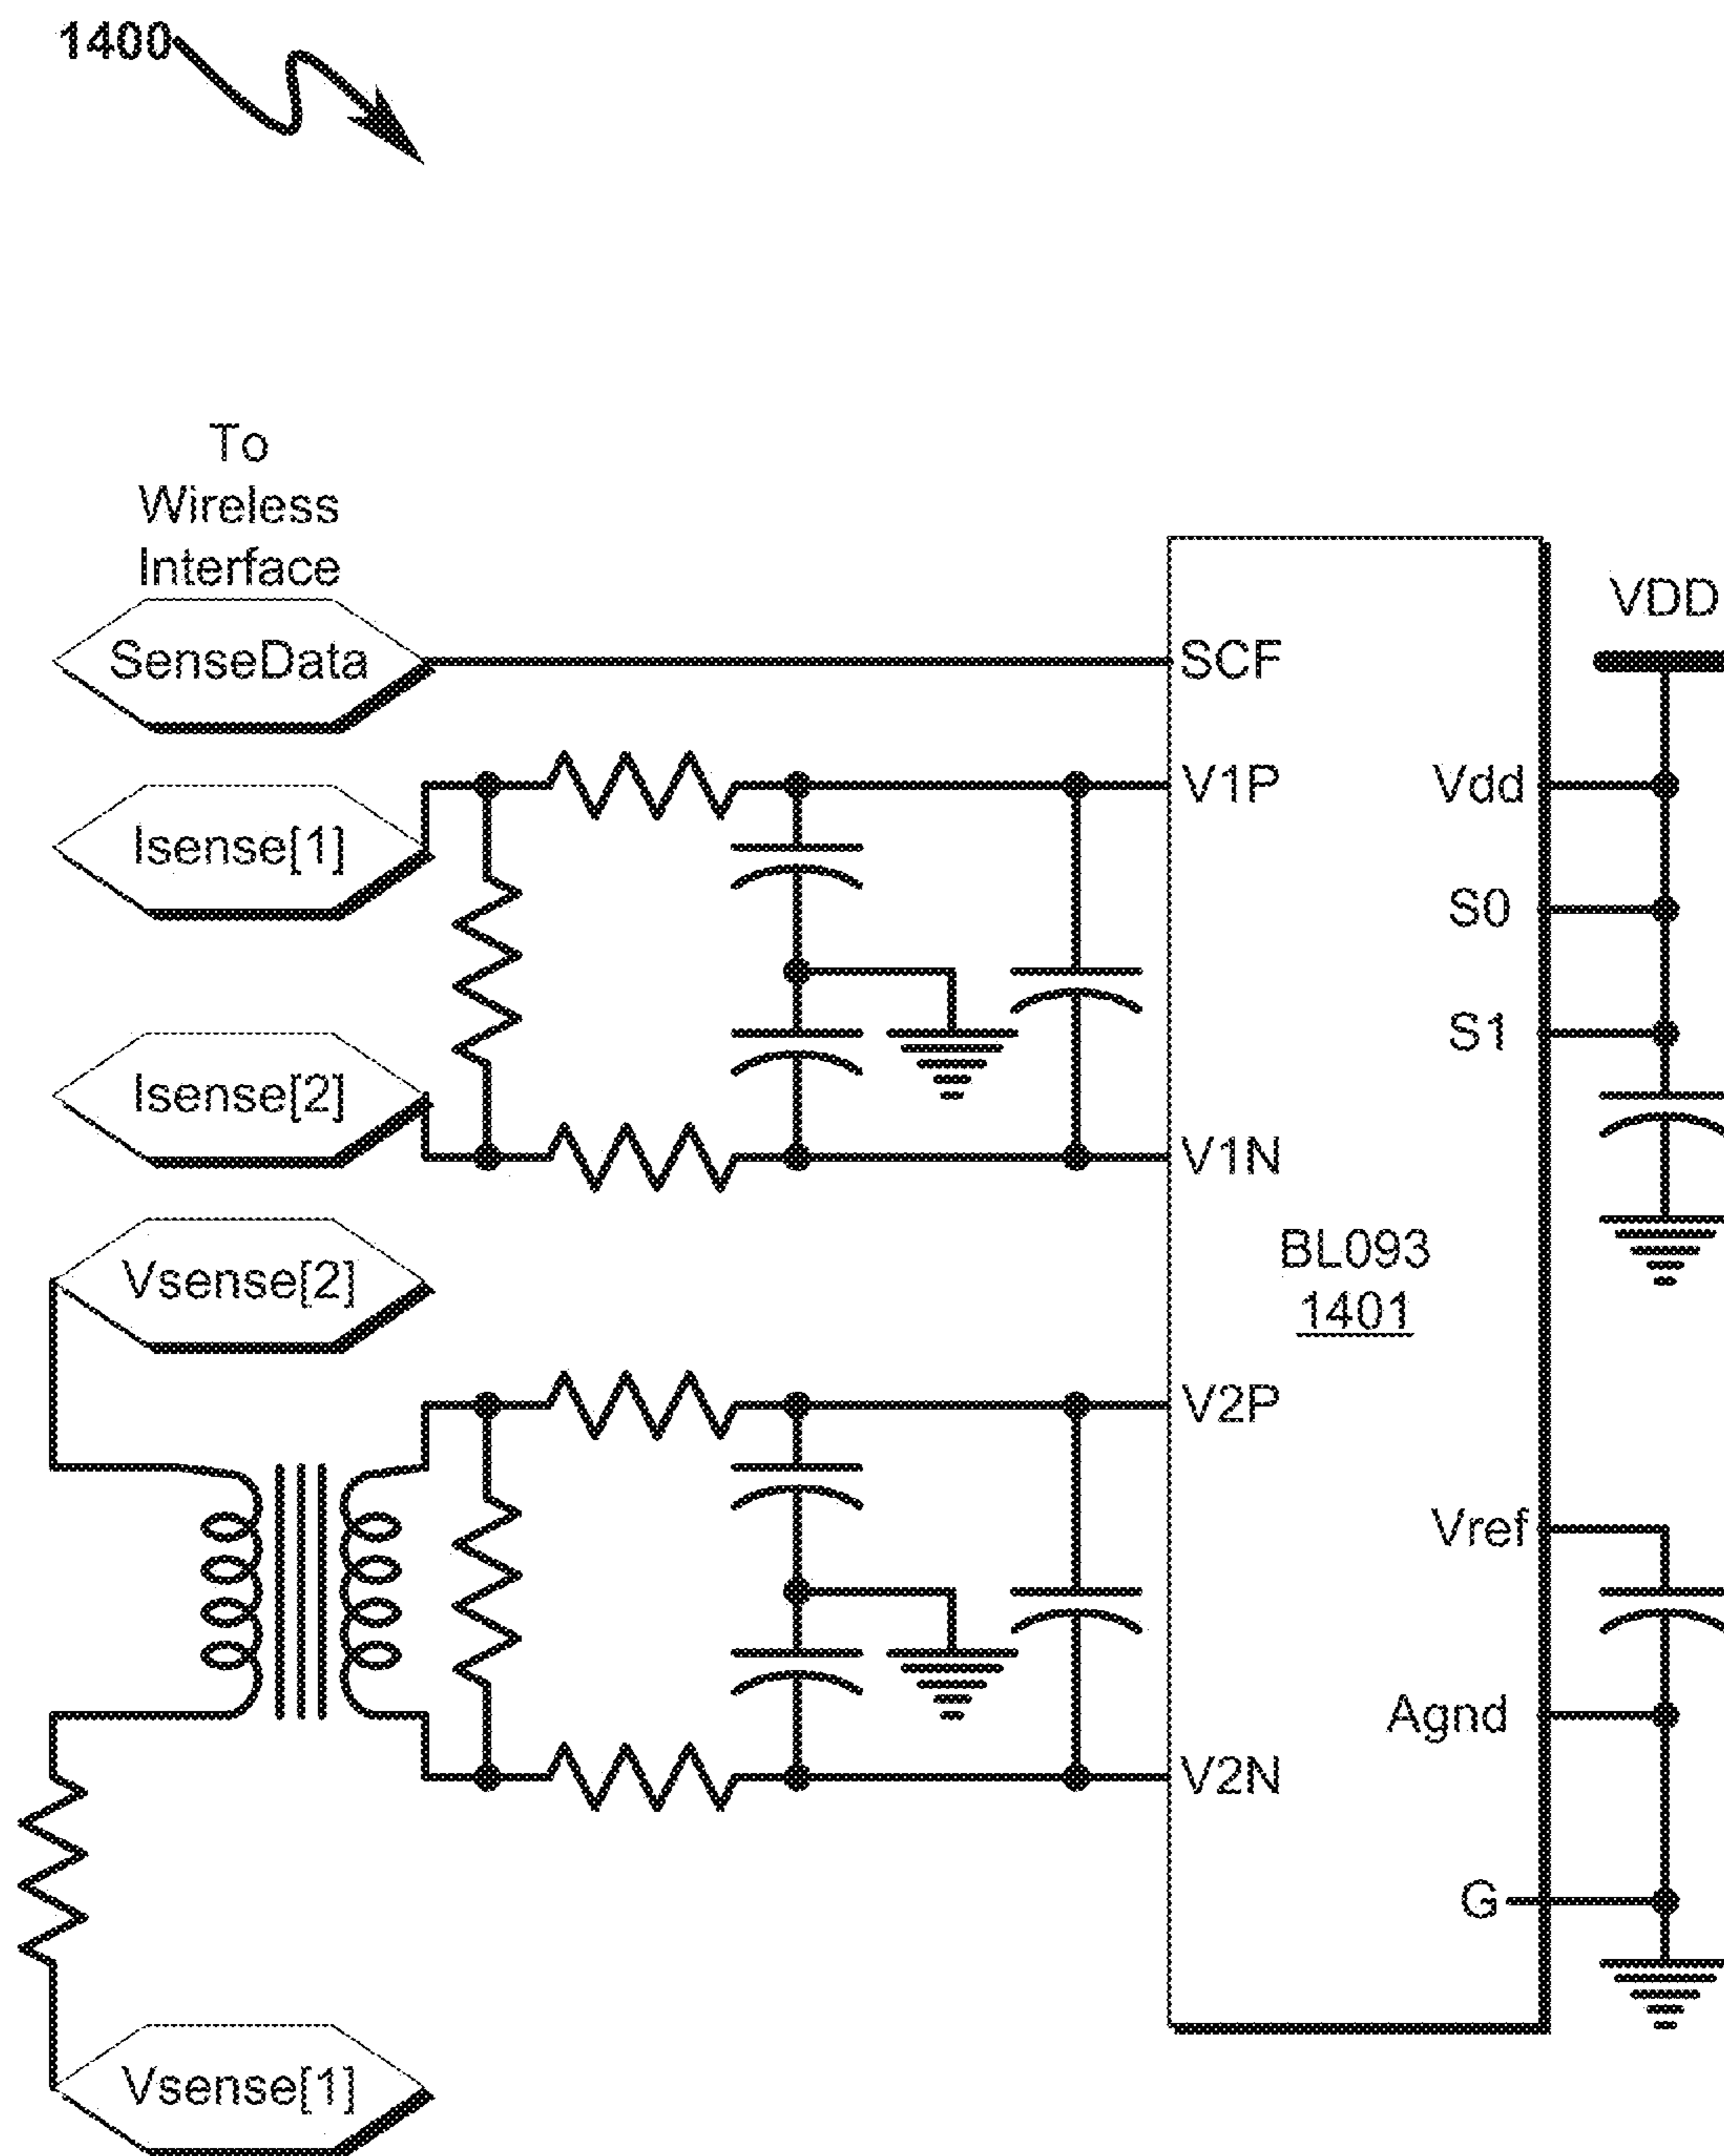 1400
To
Wireless
Interface
SenseData
SCF
VDD
Isense[1]
V1P
Vdd
S0
Isense[2]
S1
V1N
Vsense[2]
BL093
1401
V2P
Vref
Agnd
V2N
G
Vsense[1]